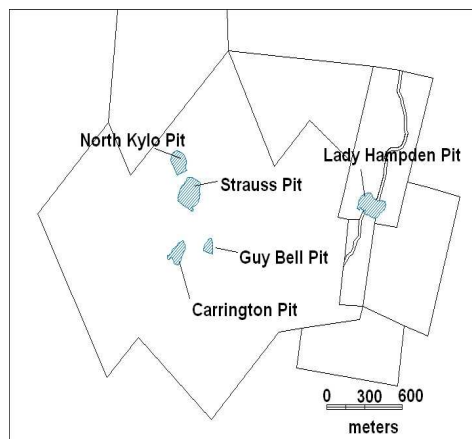 North Kylo Pit
Lady Hampden Pit
Strauss Pit
Guy Bell Pit
Carrington Pit
0 300 600
meters